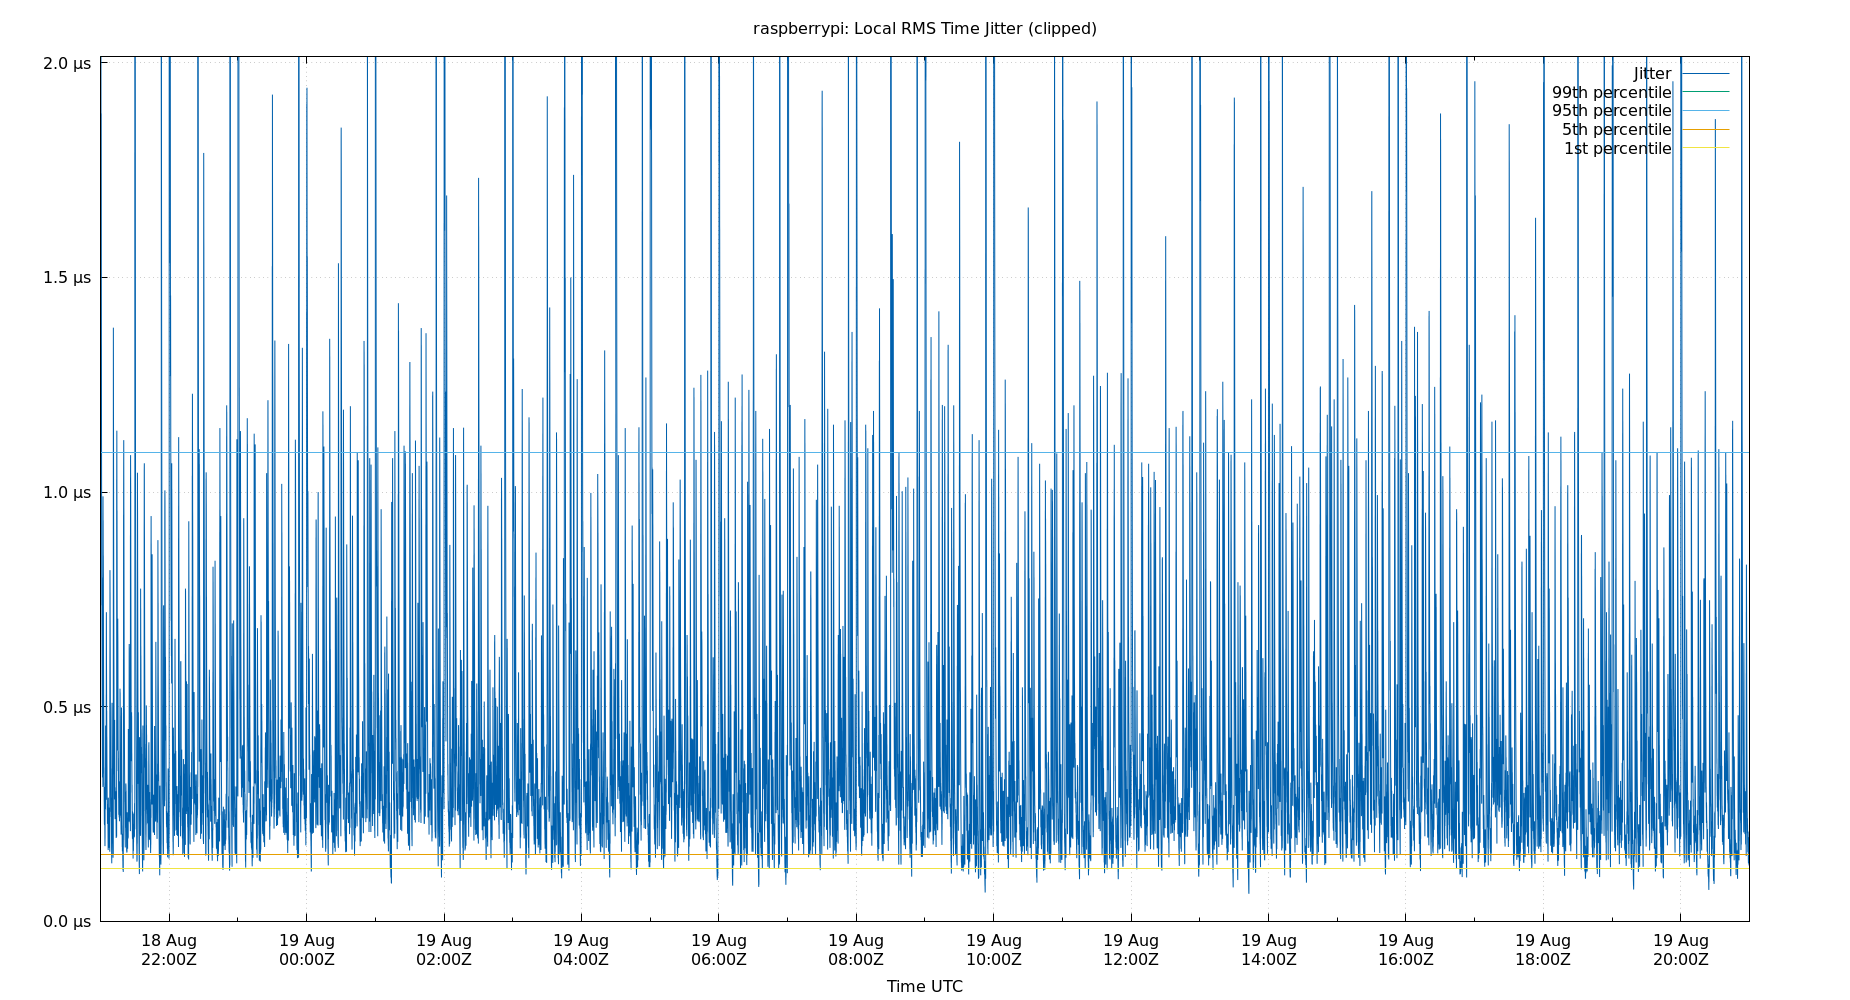 raspberrypi: Local RMS Time Jitter (clipped)
2.0 µs
1.5 µs
1.0 µs
0.5 µs
0.0 µs
Jitter
99th percentile
95th percentile
5th percentile
1st percentile
18 Aug 19 Aug 19 Aug 19 Aug 19 Aug 19 Aug 19 Aug 19 Aug 19 Aug 19 Aug 19 Aug 19 Aug
22:00Z 00:00Z 02:00Z 04:00Z 06:00Z 08:00Z 10:00Z 12:00Z 14:00Z 16:00Z 18:00Z 20:00Z
Time UTC